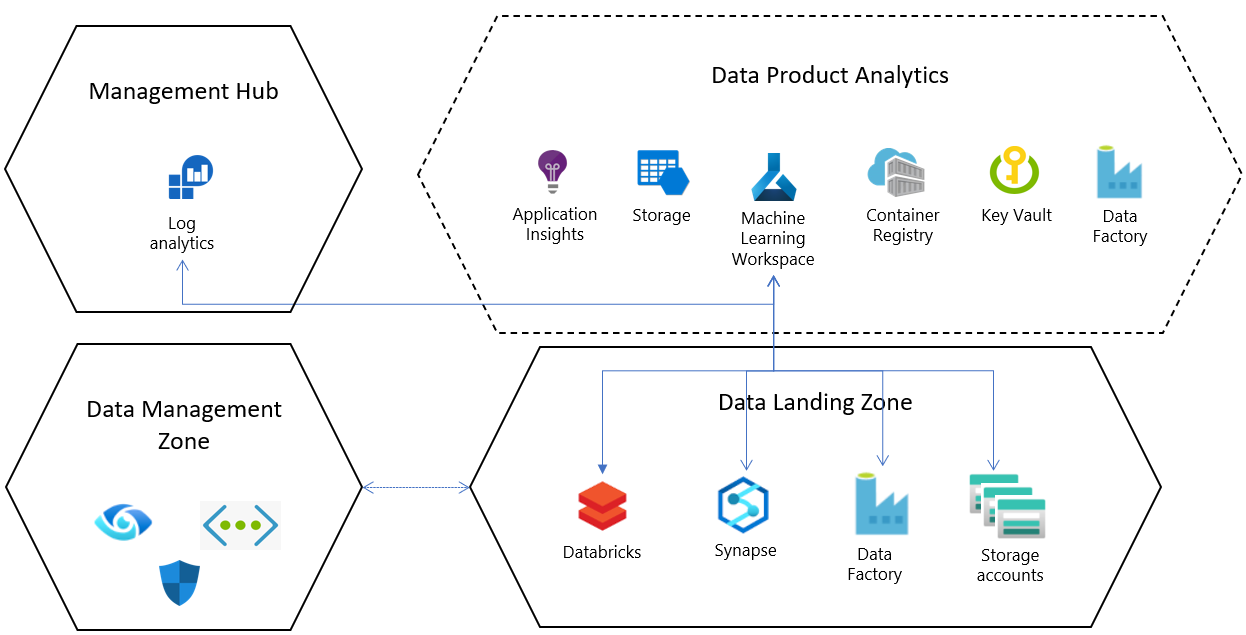 Management Hub
Log
analytics
Data Product Analytics
Application
Insights
Storage
Machine
Learning
Workspace
Container
Registry
Key Vault
Data
Factory
Data Management
Zone
Data Landing Zone
Databricks
Synapse
Data
Factory
Storage
accounts